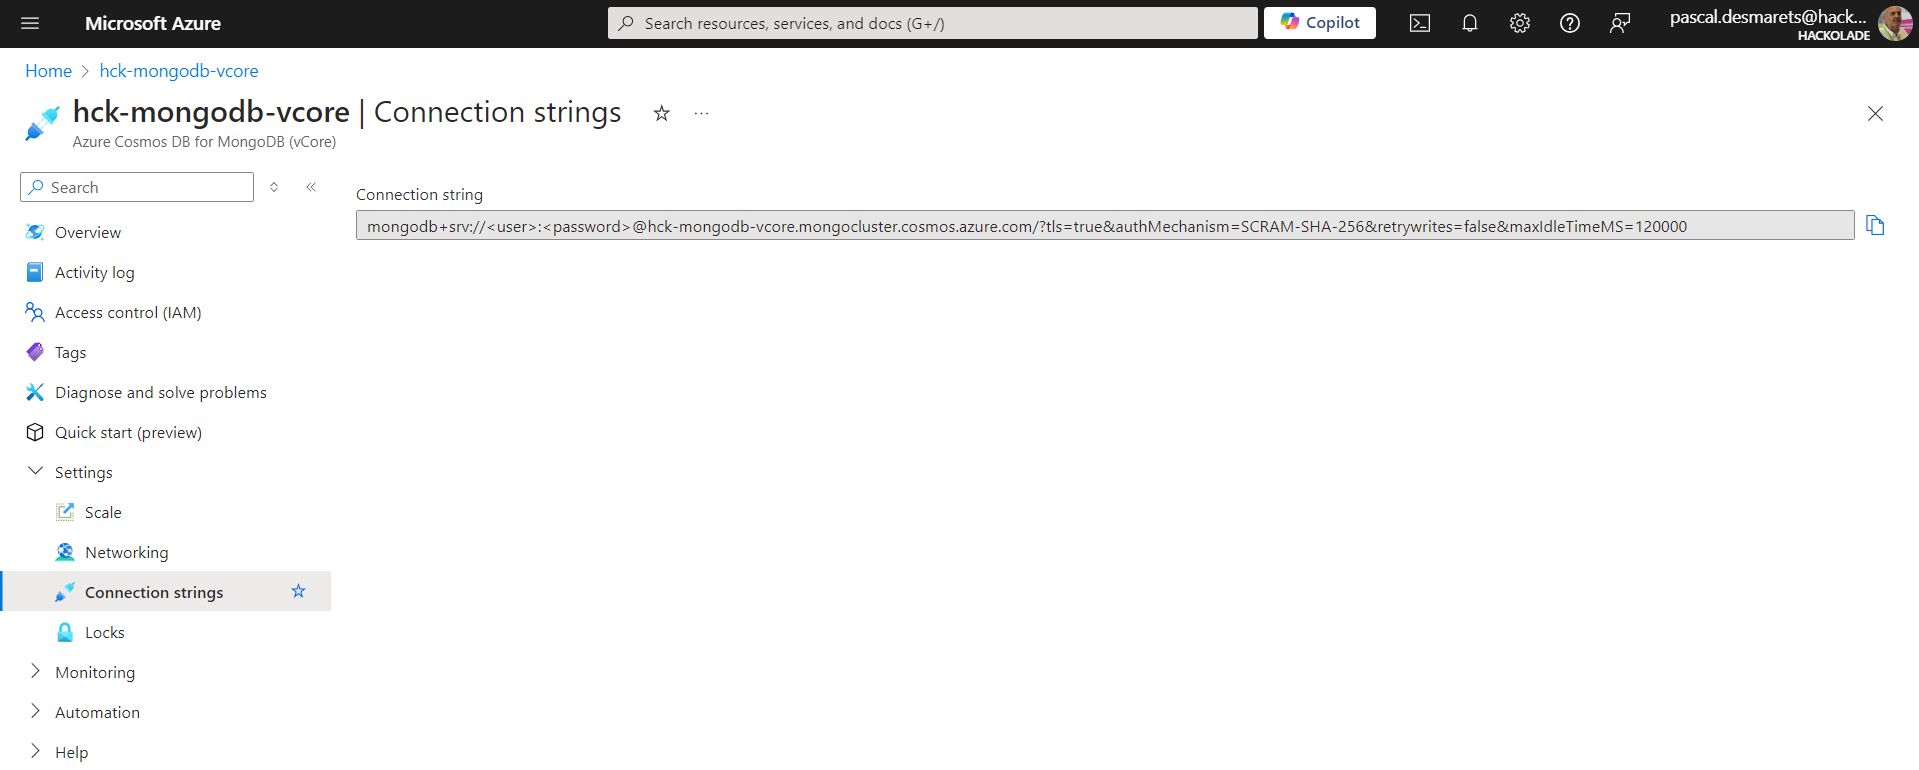 Microsoft Azure
Search resources, services, and docs (G+/)
Copilot
pascal.desmarets@hack...
HACKOLADE
Home > hck-mongodb-vcore
hck-mongodb-vcore | Connection strings
Azure Cosmos DB for MongoDB (vCore)
Search
Overview
Activity log
Access control (IAM)
Tags
Diagnose and solve problems
Quick start (preview)
Settings
Scale
Networking
Connection strings
Locks
Monitoring
Automation
Help
Connection string
mongodb+srv://<user>:<password>@hck-mongodb-vcore.mongocluster.cosmos.azure.com/?tls=true&authMechanism=SCRAM-SHA-256&retrywrites=false&maxIdleTimeMS=120000